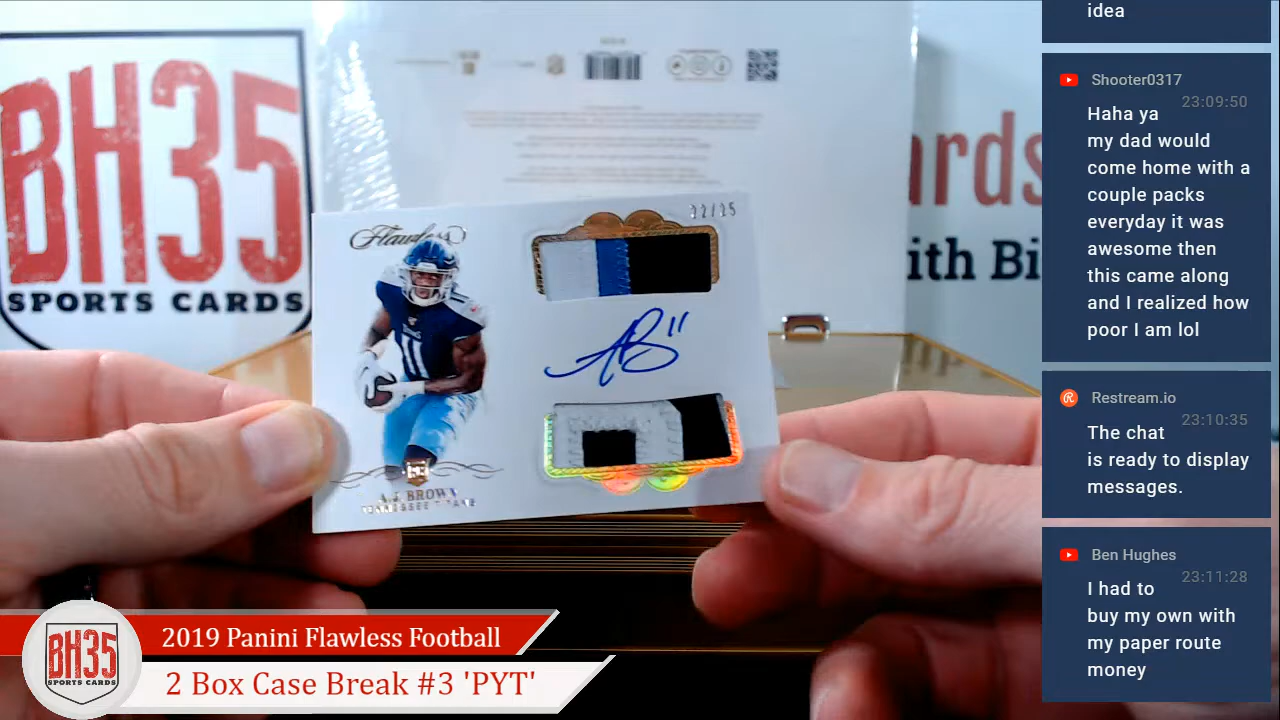 BH35
SPORTS CARDS
ards
ith Bi
Flawless
22/25
11
A.J. BROWN
TENNESSEE TITANS
2019 Panini Flawless Football
2 Box Case Break #3 'PYT'
BH35
SPORTS CARDS
idea
Shooter0317
23:09:50
Haha ya
my dad would
come home with a
couple packs
everyday it was
awesome then
this came along
and I realized how
poor I am lol
Restream.io
23:10:35
The chat
is ready to display
messages.
Ben Hughes
23:11:28
I had to
buy my own with
my paper route
money